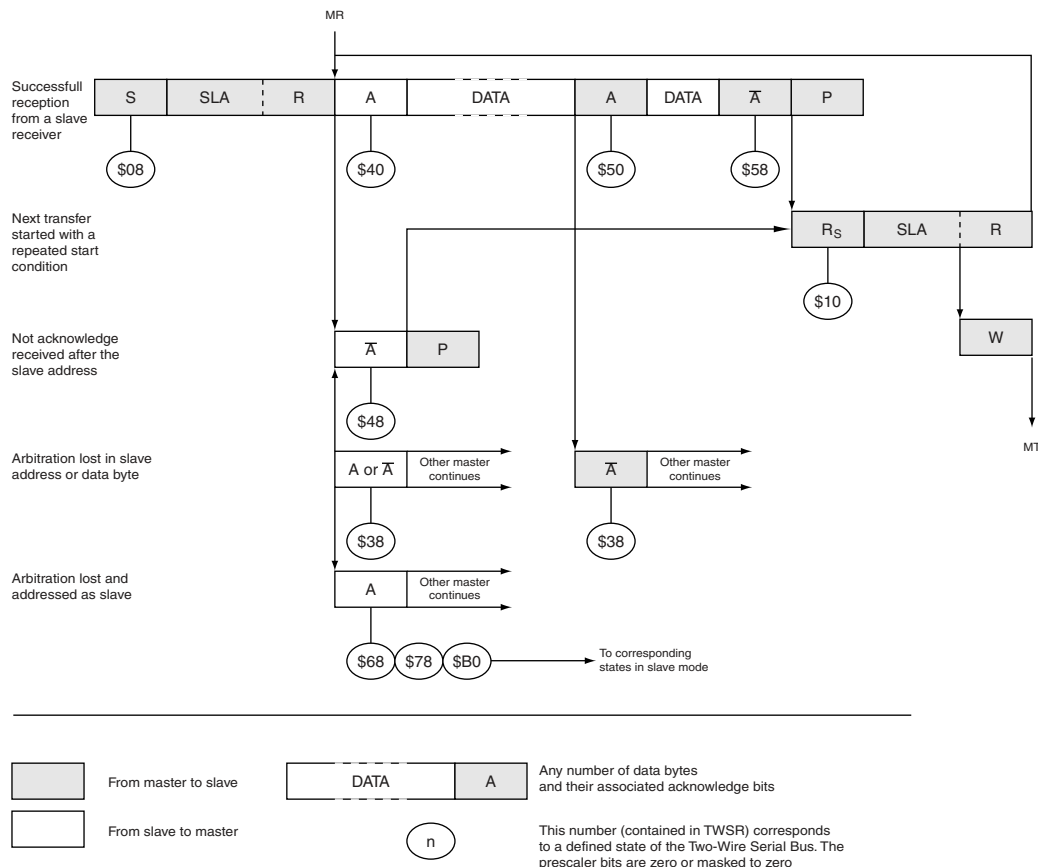 MR
Successfull
reception
from a slave
receiver
S SLA R A DATA A DATA A̅ P
$08 $40 $50 $58
Next transfer
started with a
repeated start
condition
RS SLA R
$10
Not acknowledge
received after the
slave address
A̅ P
W
$48
MT
Arbitration lost in slave
address or data byte
A or A̅
Other master
continues
A̅
Other master
continues
$38 $38
Arbitration lost and
addressed as slave
A
Other master
continues
$68 $78 $B0
To corresponding
states in slave mode
From master to slave
DATA A
Any number of data bytes
and their associated acknowledge bits
From slave to master
n
This number (contained in TWSR) corresponds
to a defined state of the Two-Wire Serial Bus. The
prescaler bits are zero or masked to zero